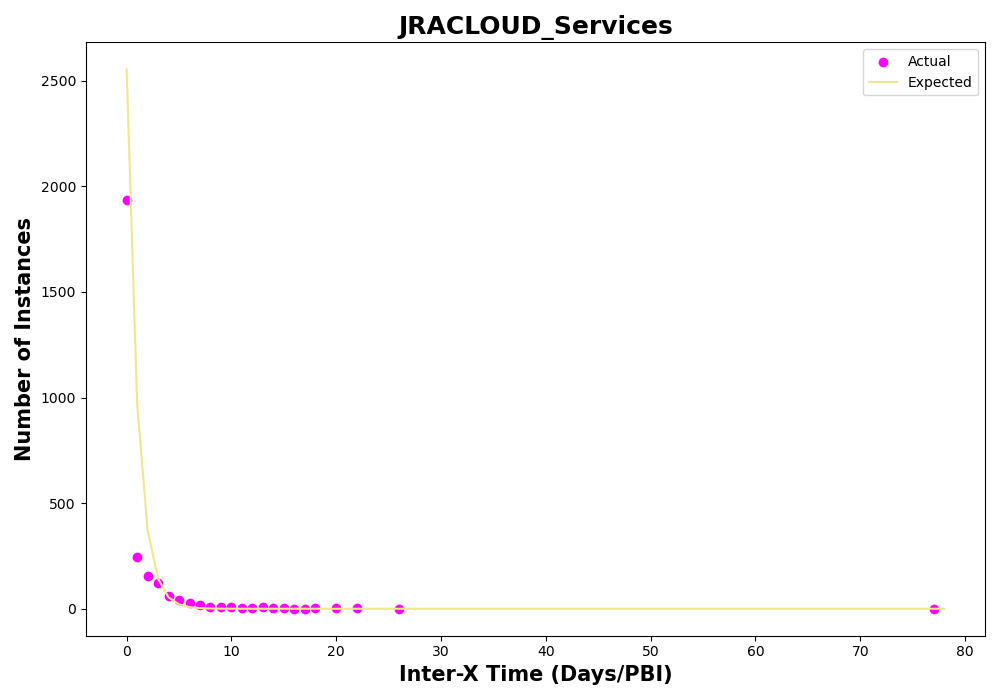 JRACLOUD_Services
Actual
Expected
Number of Instances
2500
2000
1500
1000
500
0
0 10 20 30 40 50 60 70 80
Inter-X Time (Days/PBI)